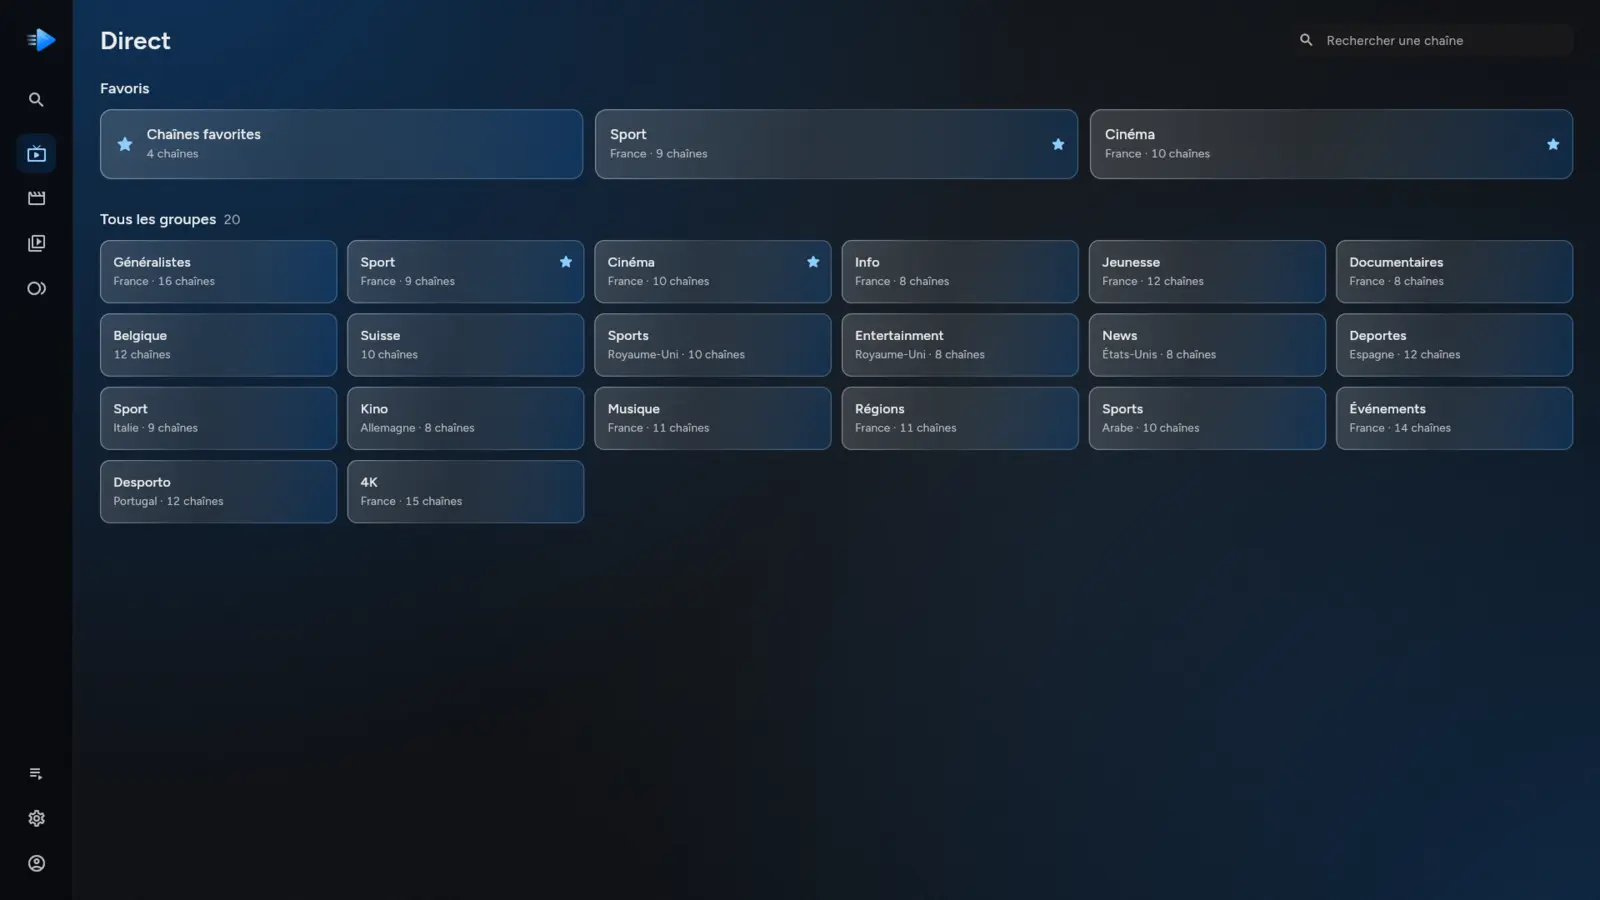 Direct
Rechercher une chaîne
Favoris
Chaînes favorites
4 chaînes
Sport
France · 9 chaînes
Cinéma
France · 10 chaînes
Tous les groupes 20
Généralistes
France · 16 chaînes
Sport
France · 9 chaînes
Cinéma
France · 10 chaînes
Info
France · 8 chaînes
Jeunesse
France · 12 chaînes
Documentaires
France · 8 chaînes
Belgique
12 chaînes
Suisse
10 chaînes
Sports
Royaume-Uni · 10 chaînes
Entertainment
Royaume-Uni · 8 chaînes
News
États-Unis · 8 chaînes
Deportes
Espagne · 12 chaînes
Sport
Italie · 9 chaînes
Kino
Allemagne · 8 chaînes
Musique
France · 11 chaînes
Régions
France · 11 chaînes
Sports
Arabe · 10 chaînes
Événements
France · 14 chaînes
Desporto
Portugal · 12 chaînes
4K
France · 15 chaînes